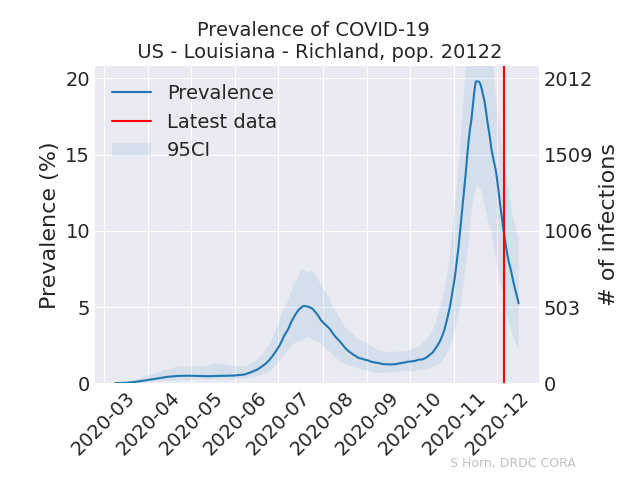 Prevalence of COVID-19
US - Louisiana - Richland, pop. 20122
Prevalence
Latest data
95CI
Prevalence (%)
20
15
10
5
0
2012
1509
1006
503
0
# of infections
2020-03
2020-04
2020-05
2020-06
2020-07
2020-08
2020-09
2020-10
2020-11
2020-12
S Horn, DRDC CORA